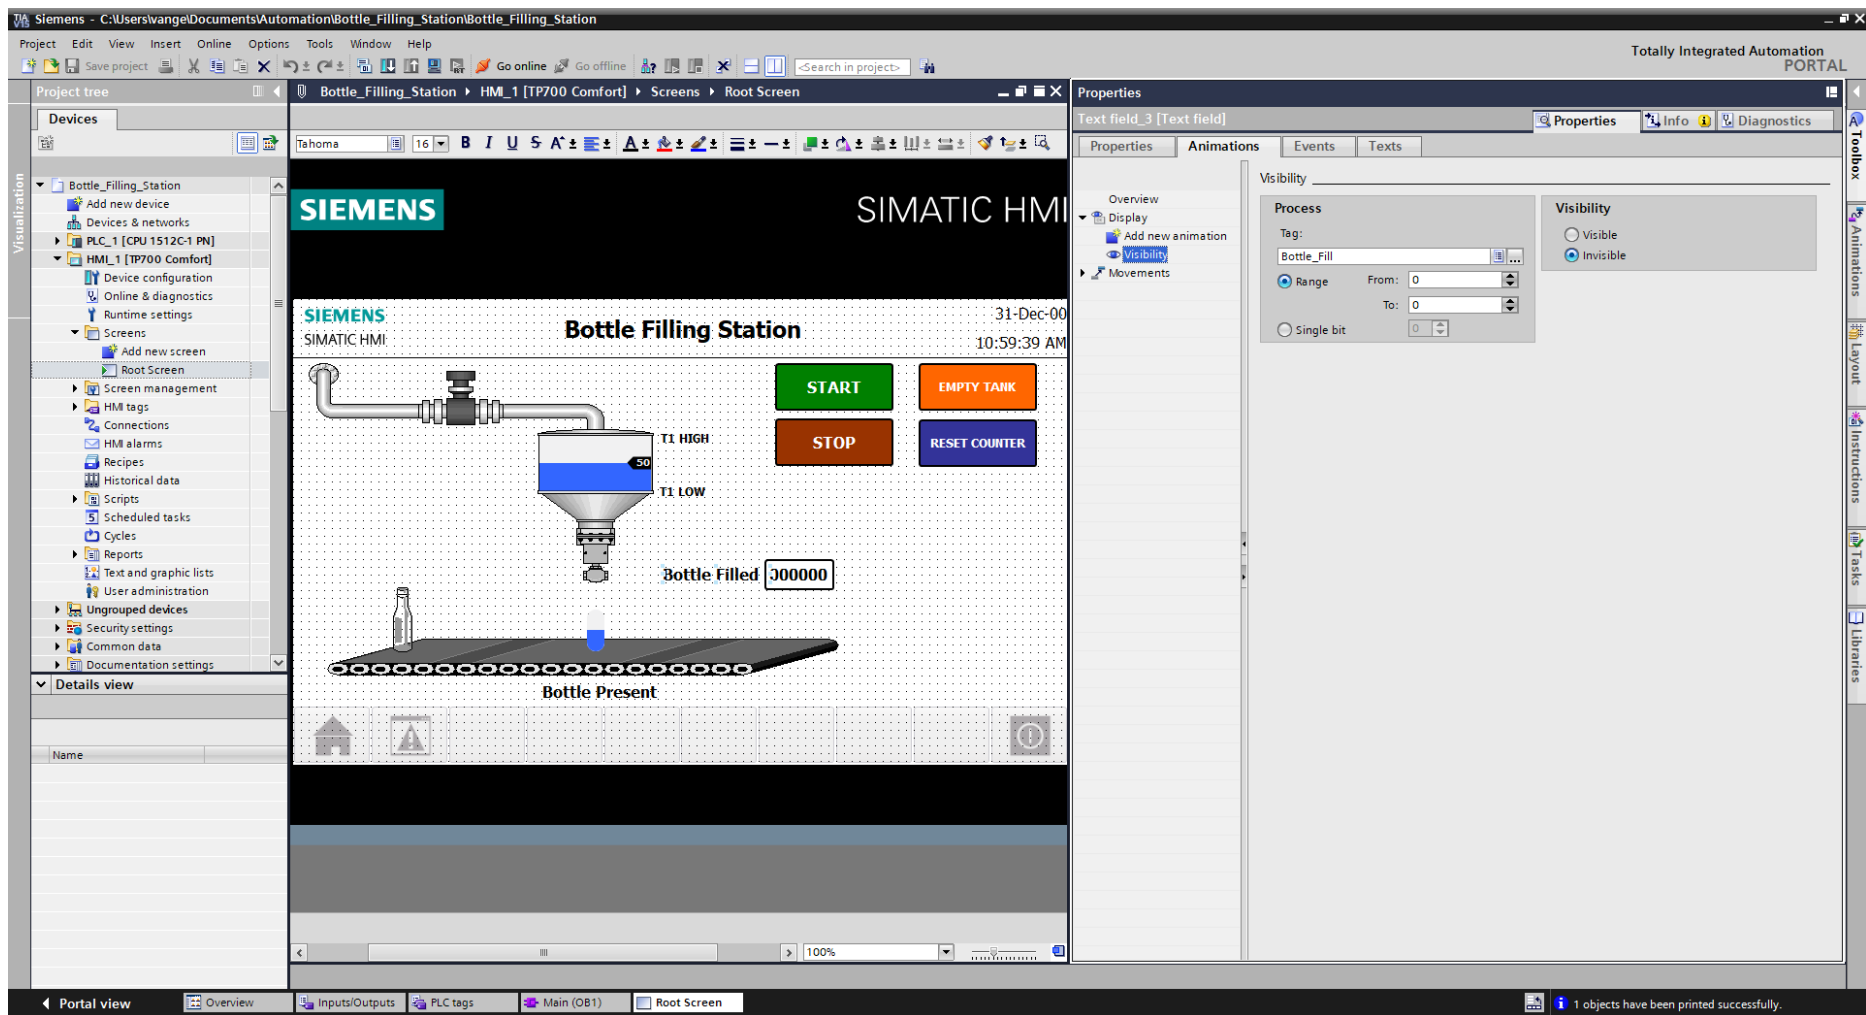 Siemens - C:\Users\vange\Documents\Automation\Bottle_Filling_Station\Bottle_Filling_Station
Project Edit View Insert Online Options Tools Window Help
Totally Integrated Automation
PORTAL
Save project Go online Go offline <Search in project>
Project tree
Devices
Visualization
Bottle_Filling_Station
Add new device
Devices & networks
PLC_1 [CPU 1512C-1 PN]
HMI_1 [TP700 Comfort]
Device configuration
Online & diagnostics
Runtime settings
Screens
Add new screen
Root Screen
Screen management
HMI tags
Connections
HMI alarms
Recipes
Historical data
Scripts
Scheduled tasks
Cycles
Reports
Text and graphic lists
User administration
Ungrouped devices
Security settings
Common data
Documentation settings
Details view
Name
Bottle_Filling_Station HMI_1 [TP700 Comfort] Screens Root Screen
Tahoma 16 B I U S A
SIEMENS SIMATIC HMI
SIEMENS
SIMATIC HMI
Bottle Filling Station
31-Dec-00
10:59:39 AM
START EMPTY TANK
STOP RESET COUNTER
T1 HIGH
50
T1 LOW
Bottle Filled 000000
Bottle Present
100%
Properties
Text field_3 [Text field]
Properties Info Diagnostics
Properties Animations Events Texts
Overview
Display
Add new animation
Visibility
Movements
Visibility
Process
Tag:
Bottle_Fill
Range From: 0
To: 0
Single bit 0
Visibility
Visible
Invisible
Toolbox
Animations
Layout
Instructions
Tasks
Libraries
Portal view Overview Inputs/Outputs PLC tags Main (OB1) Root Screen
1 objects have been printed successfully.